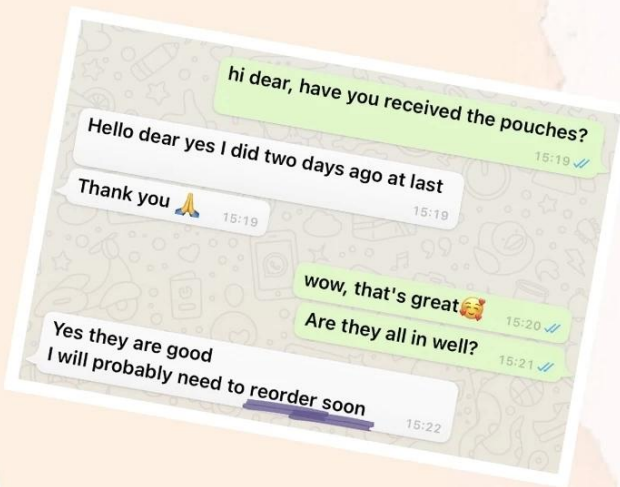 hi dear, have you received the pouches?
15:19
Hello dear yes I did two days ago at last
15:19
Thank you 🙏
15:19
wow, that's great🥰
15:20
Are they all in well?
15:21
Yes they are good
I will probably need to reorder soon
15:22